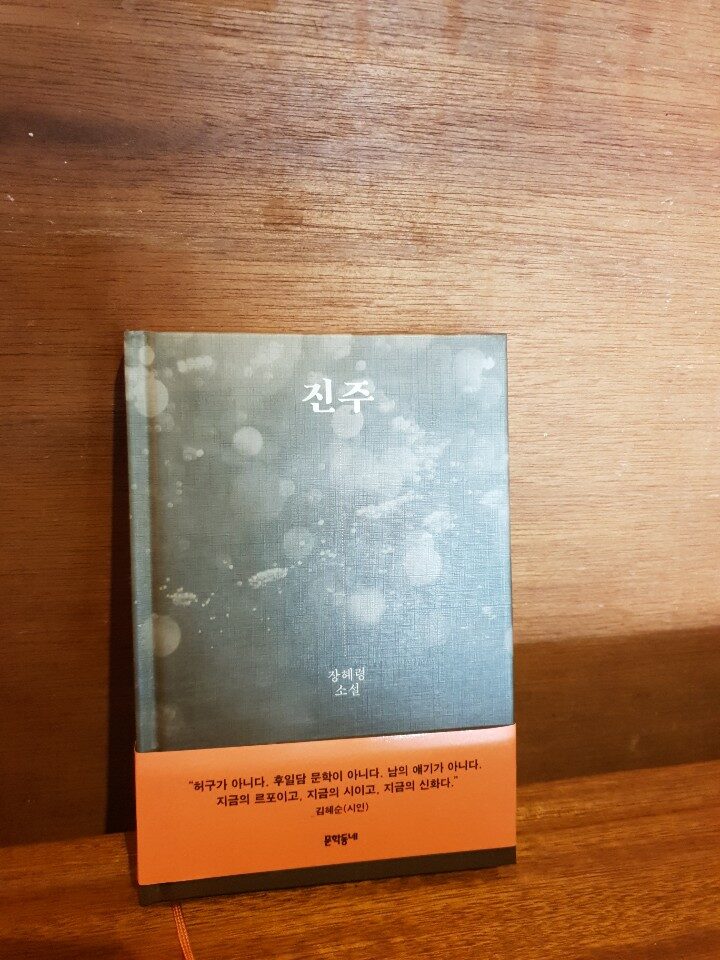 진주
장혜령
소설
"허구가 아니다. 후일담 문학이 아니다. 남의 얘기가 아니다.
지금의 르포이고, 지금의 시이고, 지금의 신화다."
김혜순(시인)
문학동네